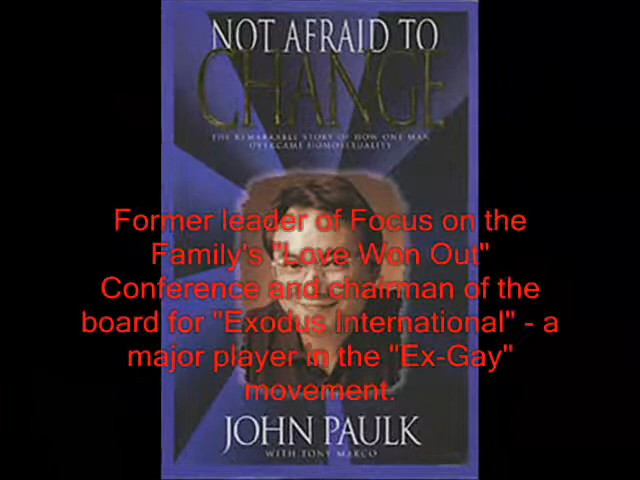 NOT AFRAID TO
CHANGE
THE REMARKABLE STORY OF HOW ONE MAN
OVERCAME HOMOSEXUALITY
Former leader of Focus on the
Family's "Love Won Out"
Conference and chairman of the
board for "Exodus International" - a
major player in the "Ex-Gay"
movement.
JOHN PAULK
WITH TONY MARCO